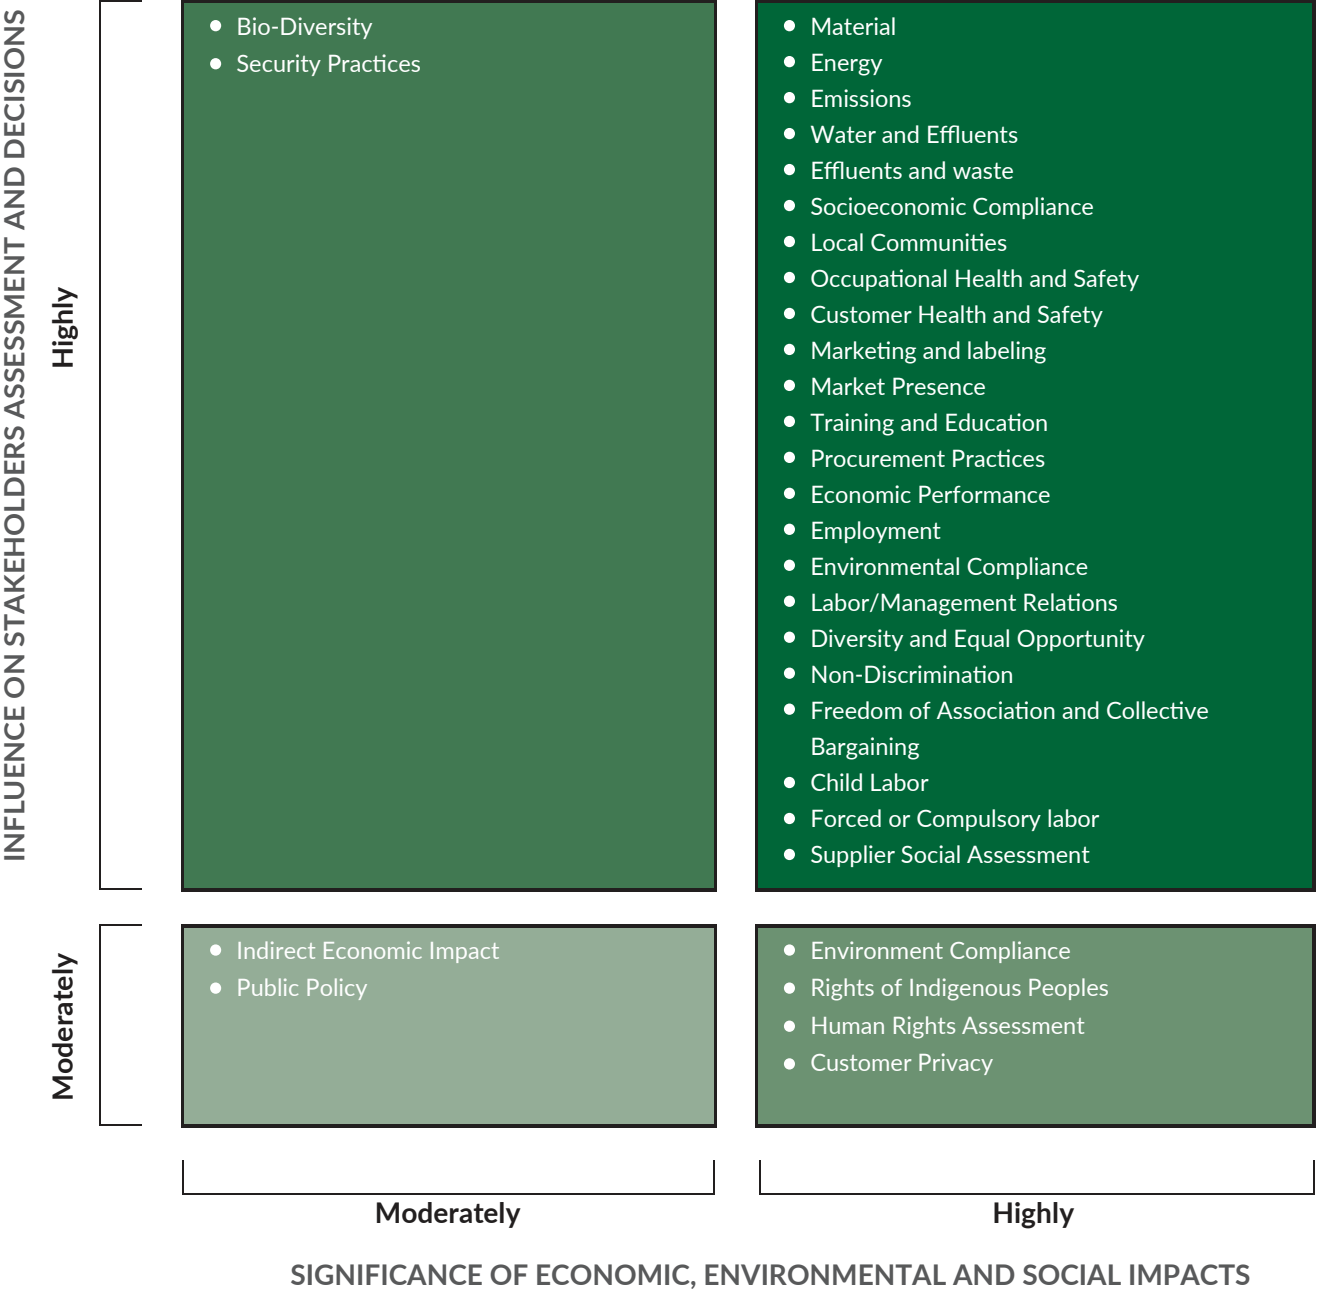 INFLUENCE ON STAKEHOLDERS ASSESSMENT AND DECISIONS
Highly
Bio-Diversity
Security Practices
Material
Energy
Emissions
Water and Effluents
Effluents and waste
Socioeconomic Compliance
Local Communities
Occupational Health and Safety
Customer Health and Safety
Marketing and labeling
Market Presence
Training and Education
Procurement Practices
Economic Performance
Employment
Environmental Compliance
Labor/Management Relations
Diversity and Equal Opportunity
Non-Discrimination
Freedom of Association and Collective
Bargaining
Child Labor
Forced or Compulsory labor
Supplier Social Assessment
Moderately
Indirect Economic Impact
Public Policy
Environment Compliance
Rights of Indigenous Peoples
Human Rights Assessment
Customer Privacy
Moderately
Highly
SIGNIFICANCE OF ECONOMIC, ENVIRONMENTAL AND SOCIAL IMPACTS